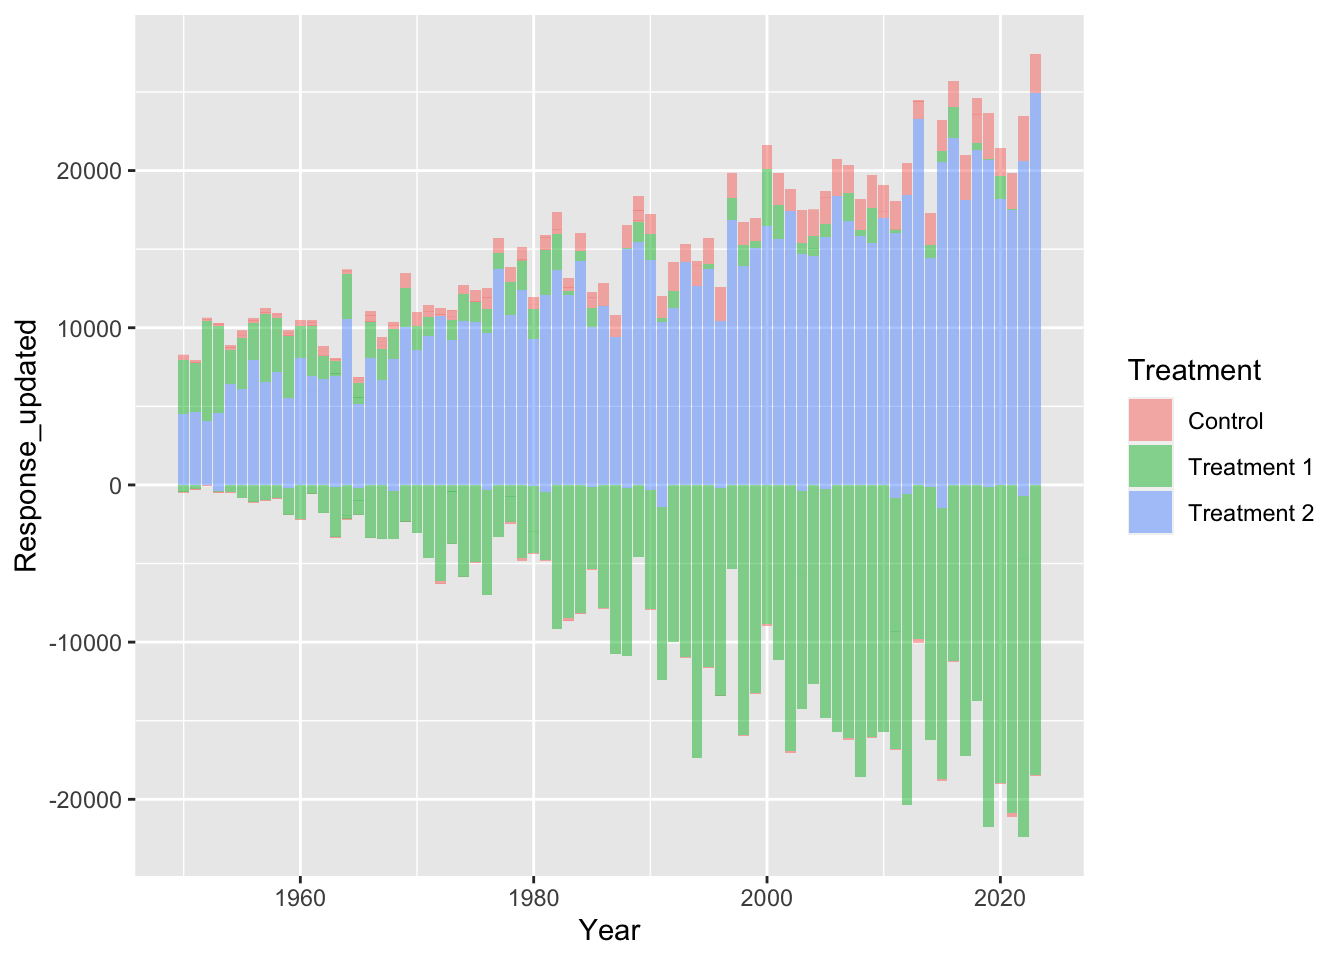 Response_updated
20000
10000
0
-10000
-20000
1960
1980
2000
2020
Year
Treatment
Control
Treatment 1
Treatment 2